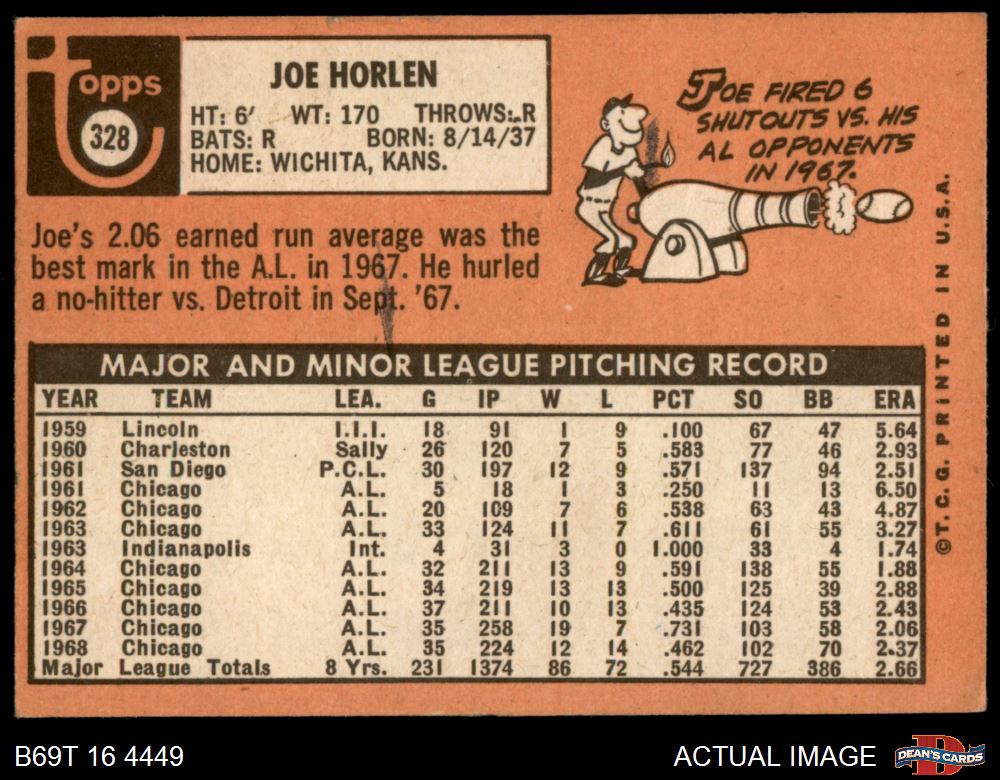 topps
328
JOE HORLEN
HT: 6' WT: 170 THROWS: R
BATS: R BORN: 8/14/37
HOME: WICHITA, KANS.
JOE FIRED 6
SHUTOUTS VS. HIS
AL OPPONENTS
IN 1967.
Joe's 2.06 earned run average was the
best mark in the A.L. in 1967. He hurled
a no-hitter vs. Detroit in Sept. '67.
MAJOR AND MINOR LEAGUE PITCHING RECORD
YEAR TEAM LEA. G IP W L PCT SO BB ERA
1959 Lincoln I.I.I. 18 91 1 9 .100 67 47 5.64
1960 Charleston Sally 26 120 7 5 .583 77 46 2.93
1961 San Diego P.C.L. 30 197 12 9 .571 137 94 2.51
1961 Chicago A.L. 5 18 1 3 .250 11 13 6.50
1962 Chicago A.L. 20 109 7 6 .538 63 43 4.87
1963 Chicago A.L. 33 124 11 7 .611 61 55 3.27
1963 Indianapolis Int. 4 31 3 0 1.000 33 4 1.74
1964 Chicago A.L. 32 211 13 9 .591 138 55 1.88
1965 Chicago A.L. 34 219 13 13 .500 125 39 2.88
1966 Chicago A.L. 37 211 10 13 .435 124 53 2.43
1967 Chicago A.L. 35 258 19 7 .731 103 58 2.06
1968 Chicago A.L. 35 224 12 14 .462 102 70 2.37
Major League Totals 8 Yrs. 231 1374 86 72 .544 727 386 2.66
©T.C.G. PRINTED IN U.S.A.
B69T 16 4449
ACTUAL IMAGE
DEAN'S CARDS